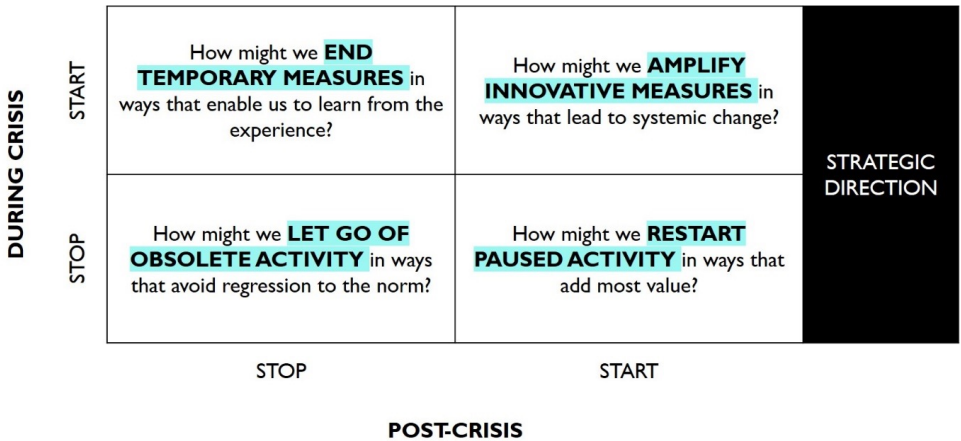 DURING CRISIS
START
How might we END
TEMPORARY MEASURES in
ways that enable us to learn from the
experience?
How might we AMPLIFY
INNOVATIVE MEASURES in
ways that lead to systemic change?
STRATEGIC
DIRECTION
STOP
How might we LET GO OF
OBSOLETE ACTIVITY in ways
that avoid regression to the norm?
How might we RESTART
PAUSED ACTIVITY in ways that
add most value?
STOP
START
POST-CRISIS